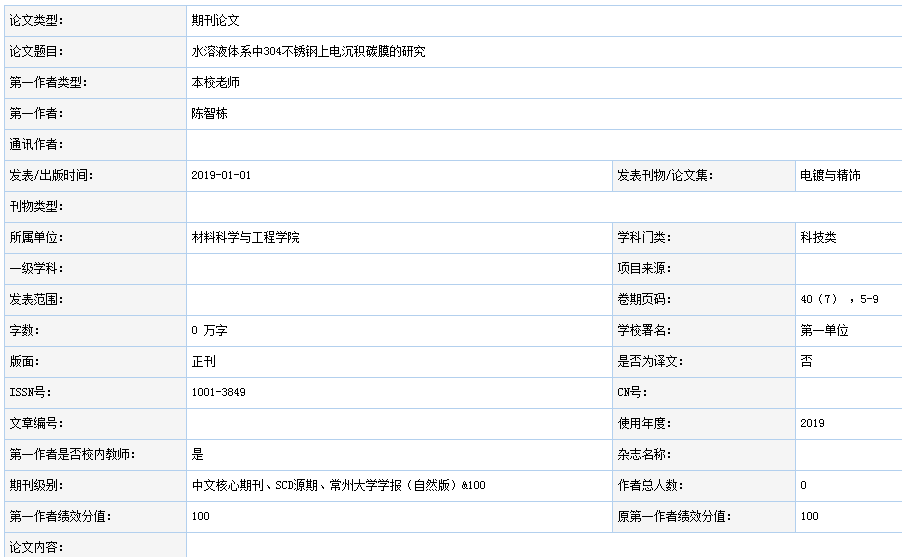 论文类型： 期刊论文
论文题目： 水溶液体系中304不锈钢上电沉积碳膜的研究
第一作者类型： 本校老师
第一作者： 陈智栋
通讯作者：
发表/出版时间： 2019-01-01 发表刊物/论文集： 电镀与精饰
刊物类型：
所属单位： 材料科学与工程学院 学科门类： 科技类
一级学科： 项目来源：
发表范围： 卷期页码： 40（7） ，5-9
字数： 0 万字 学校署名： 第一单位
版面： 正刊 是否为译文： 否
ISSN号： 1001-3849 CN号：
文章编号： 使用年度： 2019
第一作者是否校内教师： 是 杂志名称：
期刊级别： 中文核心期刊、SCD源期、常州大学学报（自然版）&100 作者总人数： 0
第一作者绩效分值： 100 原第一作者绩效分值： 100
论文内容：